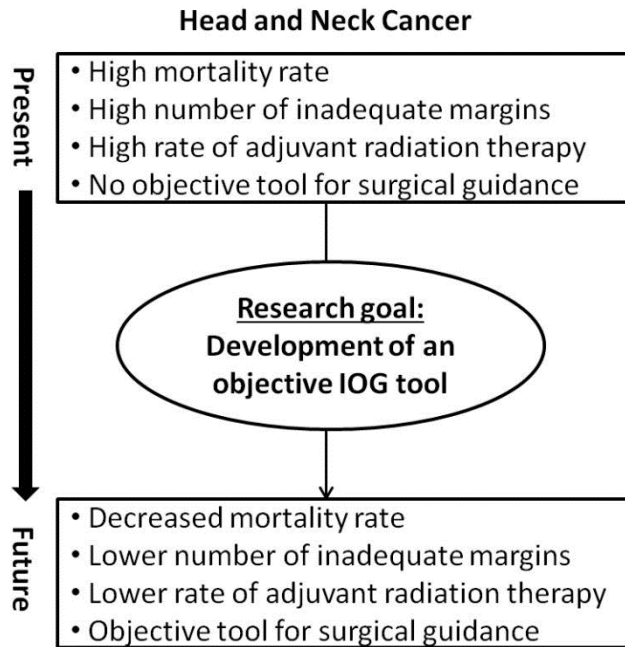 Head and Neck Cancer
Present
• High mortality rate
• High number of inadequate margins
• High rate of adjuvant radiation therapy
• No objective tool for surgical guidance
Research goal:
Development of an
objective IOG tool
Future
• Decreased mortality rate
• Lower number of inadequate margins
• Lower rate of adjuvant radiation therapy
• Objective tool for surgical guidance